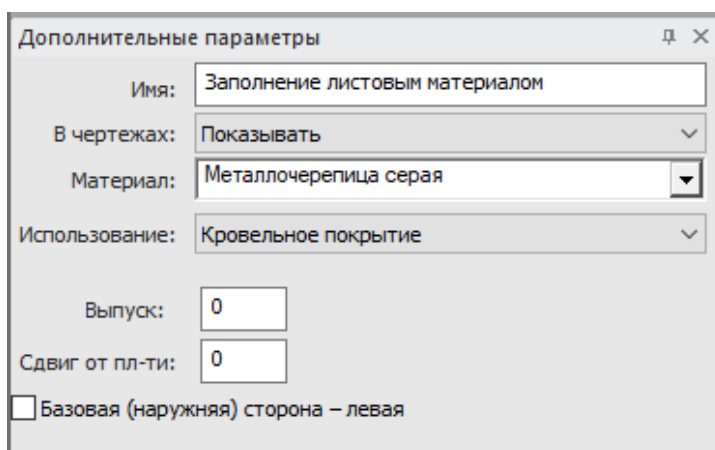 Дополнительные параметры
Имя: Заполнение листовым материалом
В чертежах: Показывать
Материал: Металлочерепица серая
Использование: Кровельное покрытие
Выпуск: 0
Сдвиг от пл-ти: 0
Базовая (наружняя) сторона – левая